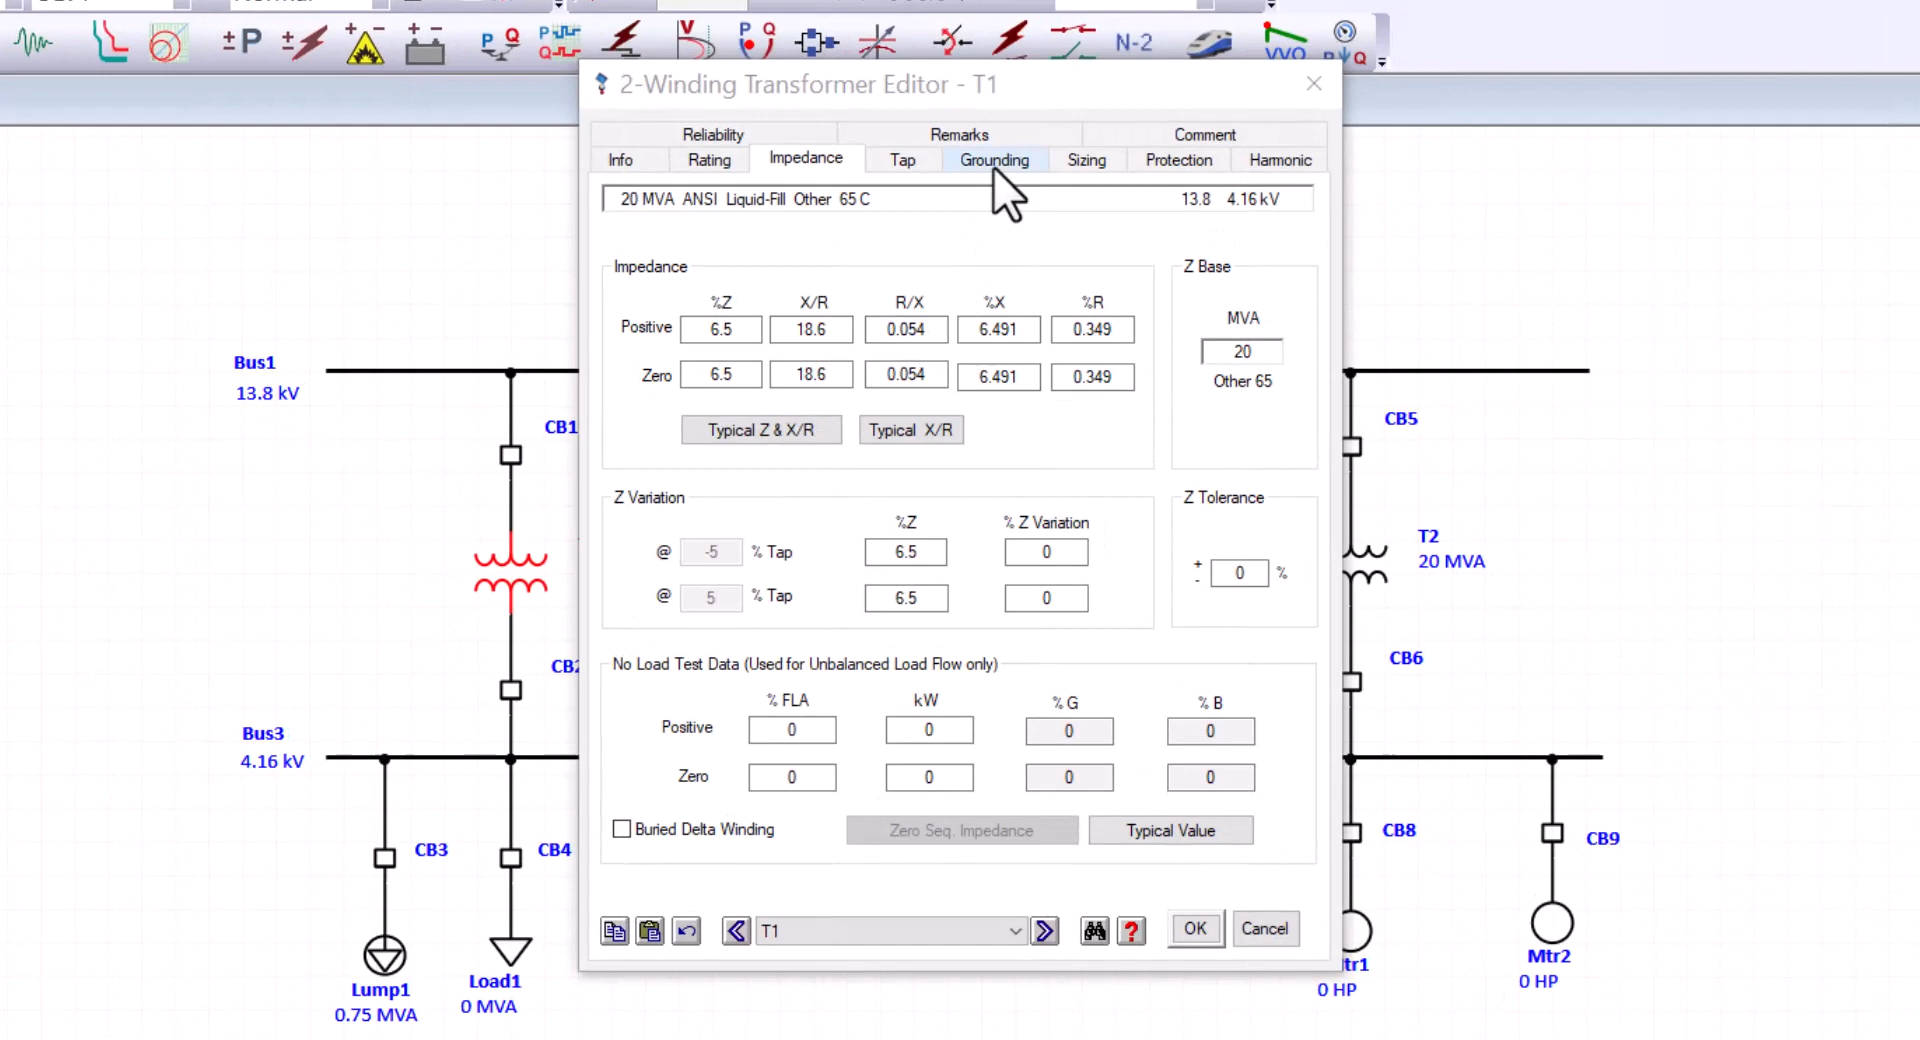 ± P
N-2
VVO
2-Winding Transformer Editor - T1
Reliability Remarks Comment
Info Rating Impedance Tap Grounding Sizing Protection Harmonic
20 MVA ANSI Liquid-Fill Other 65 C 13.8 4.16 kV
Impedance
%Z X/R R/X %X %R
Positive 6.5 18.6 0.054 6.491 0.349
Zero 6.5 18.6 0.054 6.491 0.349
Typical Z & X/R Typical X/R
Z Base
MVA
20
Other 65
Z Variation
%Z % Z Variation
@ -5 % Tap 6.5 0
@ 5 % Tap 6.5 0
Z Tolerance
+
- 0 %
No Load Test Data (Used for Unbalanced Load Flow only)
% FLA kW % G % B
Positive 0 0 0 0
Zero 0 0 0 0
Buried Delta Winding Zero Seq. Impedance Typical Value
T1 ? OK Cancel
Bus1
13.8 kV
CB1
CB2
Bus3
4.16 kV
CB3
CB4
Lump1
0.75 MVA
Load1
0 MVA
CB5
T2
20 MVA
CB6
CB8
CB9
0 HP
Mtr2
0 HP